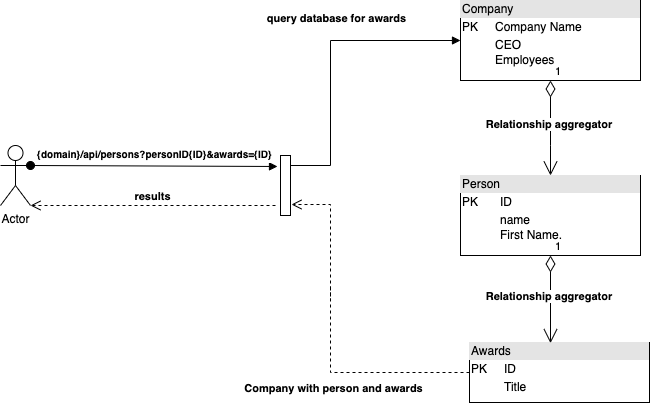 Company
query database for awards
PK Company Name
CEO
Employees
1
Relationship aggregator
{domain}/api/persons?personID{ID}&awards={ID}
results
Actor
Person
PK ID
name
First Name.
1
Relationship aggregator
Awards
PK ID
Title
Company with person and awards